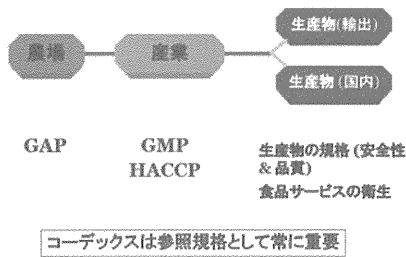 農場
産業
生産物(輸出)
生産物(国内)
GAP
GMP
HACCP
生産物の規格 (安全性
& 品質)
食品サービスの衛生
コーデックスは参照規格として常に重要